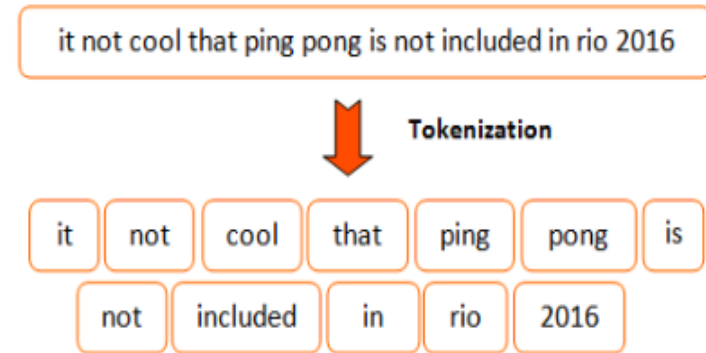 it not cool that ping pong is not included in rio 2016
Tokenization
it not cool that ping pong is
not included in rio 2016